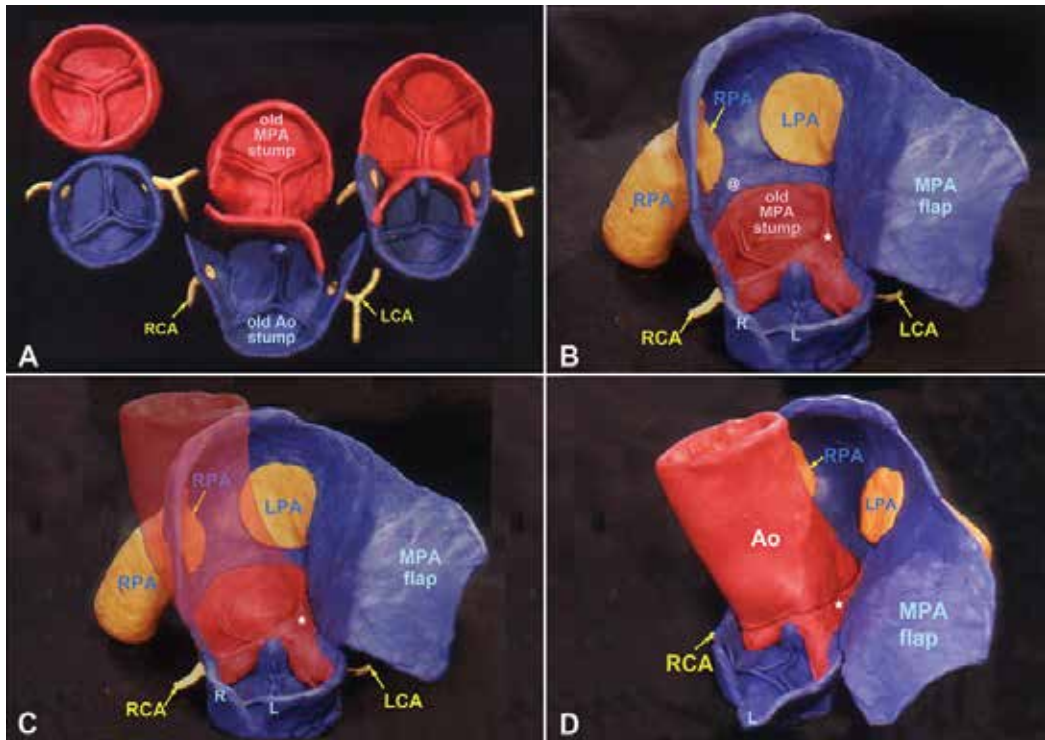 old
MPA
stump
RCA
old Ao
stump
LCA
A
RPA
LPA
RPA
MPA
flap
@
old
MPA
stump
RCA
R
L
LCA
B
RPA
LPA
RPA
MPA
flap
RCA
R
L
LCA
C
RPA
LPA
Ao
MPA
flap
RCA
L
D